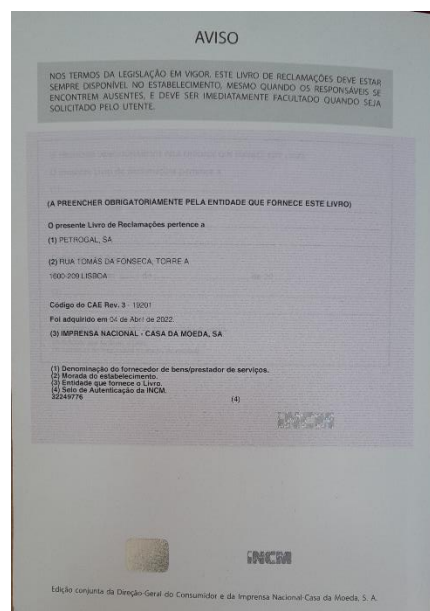 AVISO
NOS TERMOS DA LEGISLAÇÃO EM VIGOR, ESTE LIVRO DE RECLAMAÇÕES DEVE ESTAR
SEMPRE DISPONÍVEL NO ESTABELECIMENTO, MESMO QUANDO OS RESPONSÁVEIS SE
ENCONTREM AUSENTES, E DEVE SER IMEDIATAMENTE FACULTADO QUANDO SEJA
SOLICITADO PELO UTENTE.
(A PREENCHER OBRIGATORIAMENTE PELA ENTIDADE QUE FORNECE ESTE LIVRO)
O presente Livro de Reclamações pertence a
(1) PETROGAL, SA
(2) RUA TOMÁS DA FONSECA, TORRE A
1600-209 LISBOA
Código do CAE Rev. 3 - 19201
Foi adquirido em 04 de Abril de 2022.
(3) IMPRENSA NACIONAL - CASA DA MOEDA, SA
(1) Denominação do fornecedor de bens/prestador de serviços.
(2) Morada do estabelecimento.
(3) Entidade que fornece o Livro.
(4) Selo de Autenticação da INCM.
32249776 (4)
INCM
INCM
Edição conjunta da Direção-Geral do Consumidor e da Imprensa Nacional-Casa da Moeda, S. A.